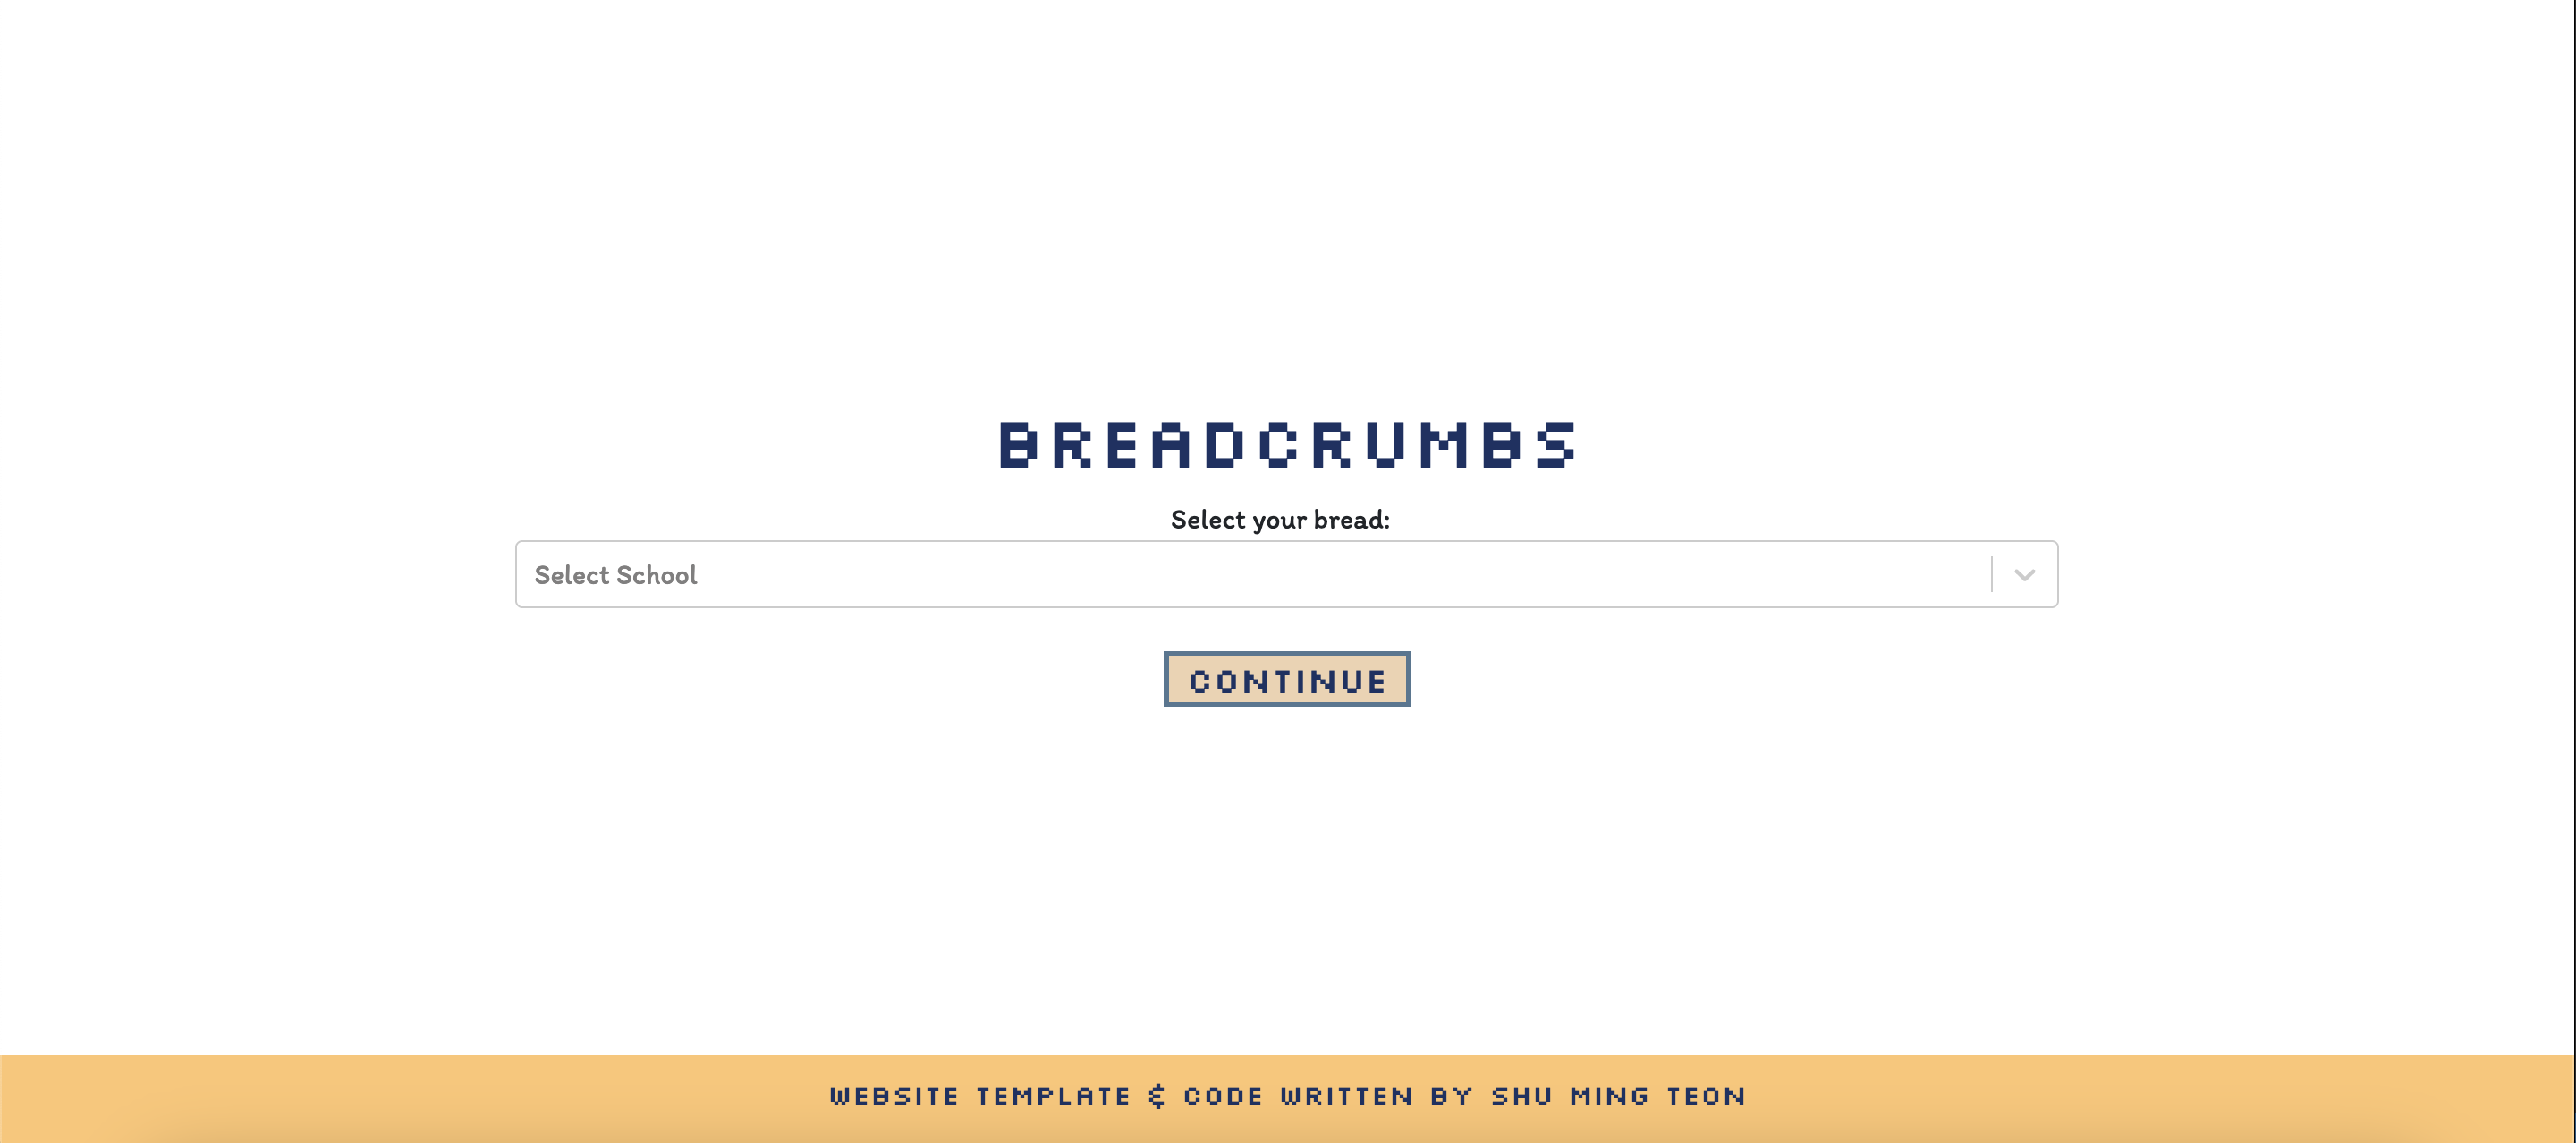 BREADCRUMBS
Select your bread:
Select School
CONTINUE
WEBSITE TEMPLATE & CODE WRITTEN BY SHU MING TEON